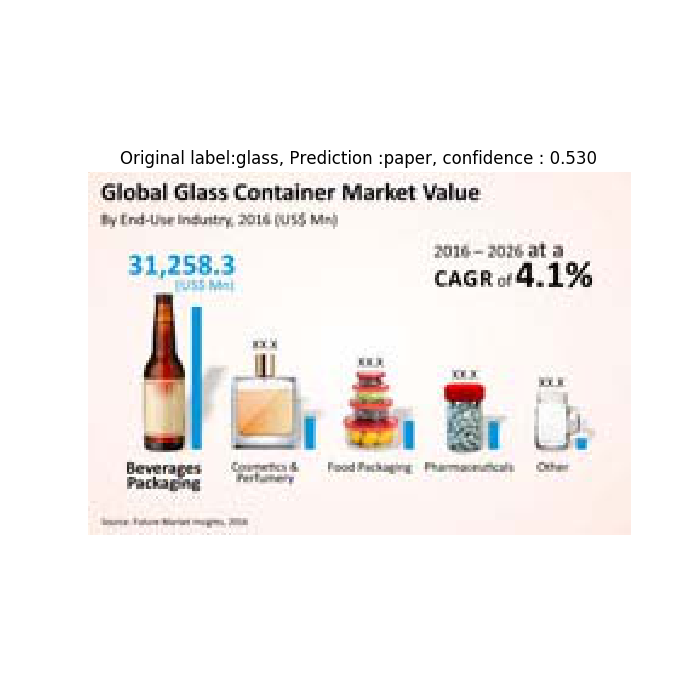 Original label:glass, Prediction :paper, confidence : 0.530
Global Glass Container Market Value
By End-Use Industry, 2016 (US$ Mn)
31,258.3
(US$ Mn)
2016 – 2026 at a
CAGR of 4.1%
XX.X
XX.X
XX.X
XX.X
Beverages
Packaging
Cosmetics &
Perfumery
Food Packaging
Pharmaceuticals
Other
Source: Future Market Insights, 2016